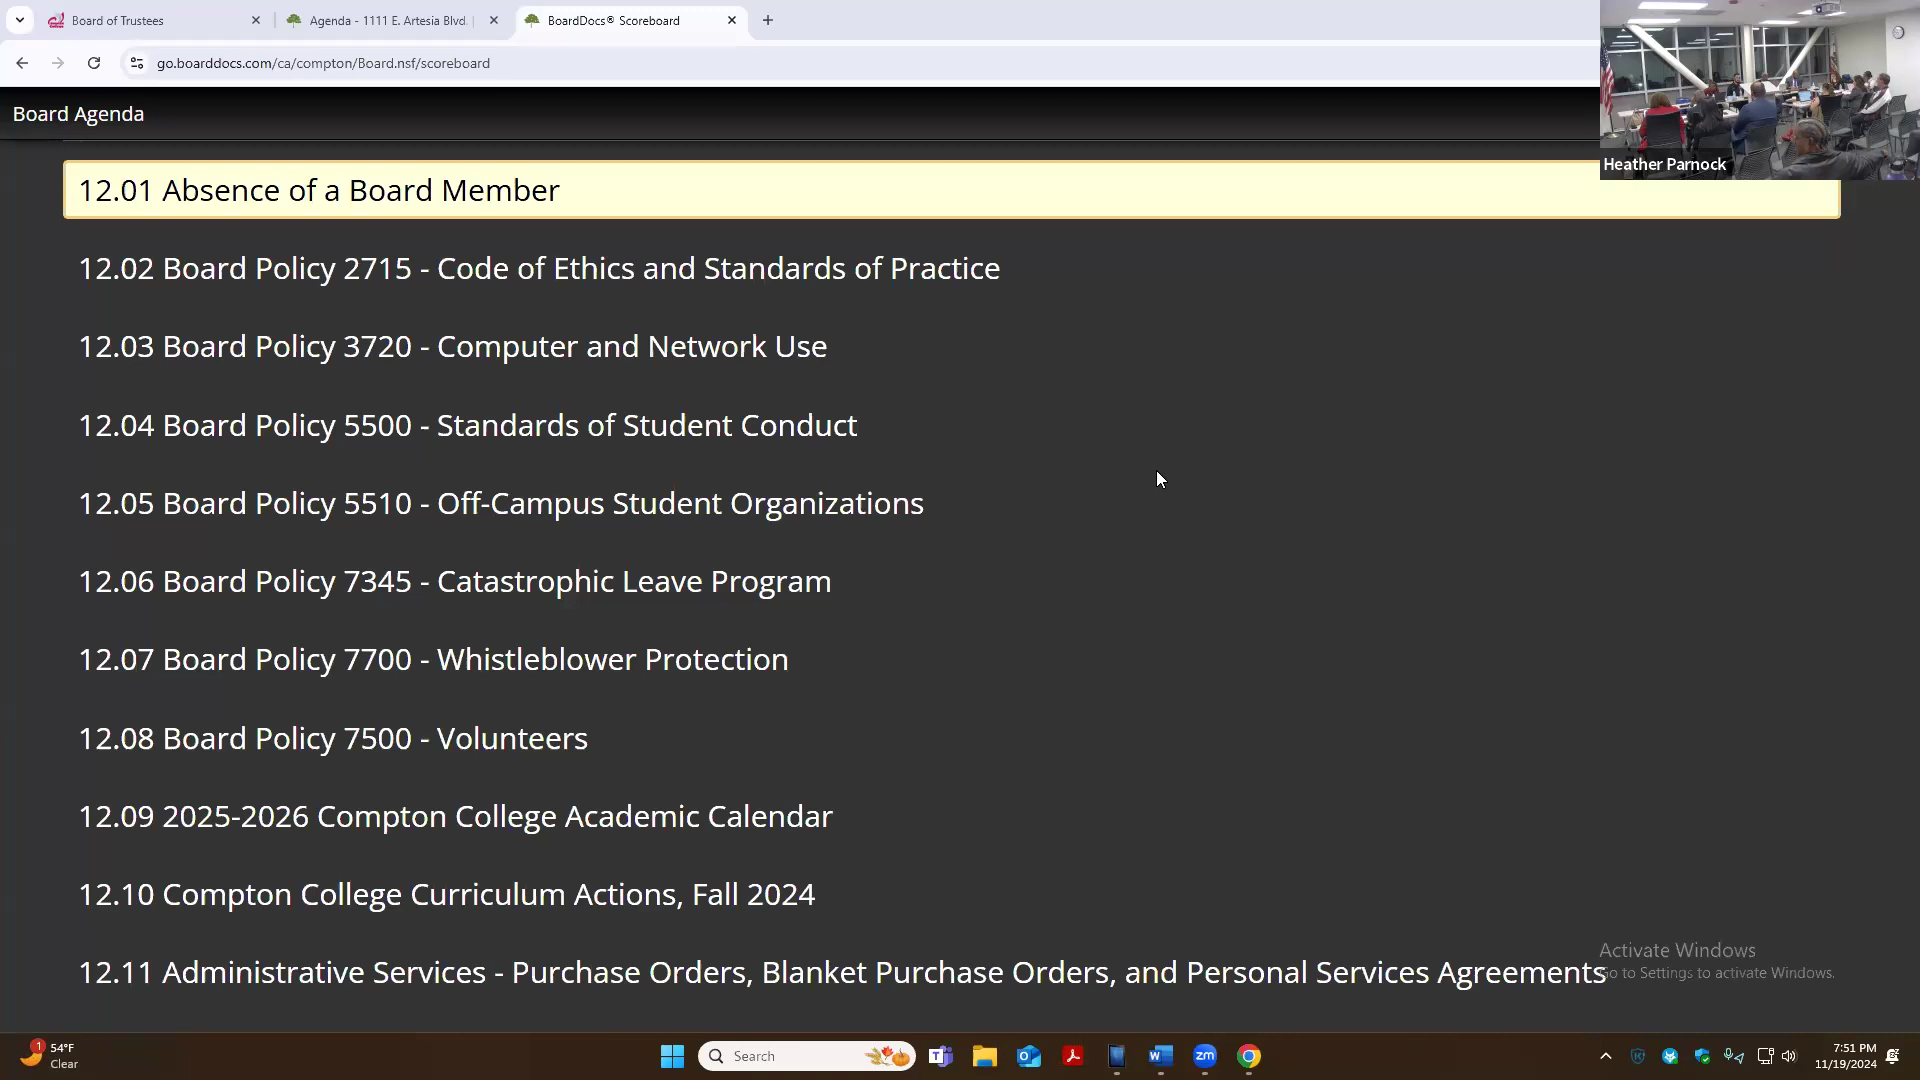 Board of Trustees
Agenda - 1111 E. Artesia Blvd.
BoardDocs® Scoreboard
go.boarddocs.com/ca/compton/Board.nsf/scoreboard
Board Agenda
Heather Parnock
12.01 Absence of a Board Member
12.02 Board Policy 2715 - Code of Ethics and Standards of Practice
12.03 Board Policy 3720 - Computer and Network Use
12.04 Board Policy 5500 - Standards of Student Conduct
12.05 Board Policy 5510 - Off-Campus Student Organizations
12.06 Board Policy 7345 - Catastrophic Leave Program
12.07 Board Policy 7700 - Whistleblower Protection
12.08 Board Policy 7500 - Volunteers
12.09 2025-2026 Compton College Academic Calendar
12.10 Compton College Curriculum Actions, Fall 2024
12.11 Administrative Services - Purchase Orders, Blanket Purchase Orders, and Personal Services Agreements
Activate Windows
Go to Settings to activate Windows.
1
54°F
Clear
Search
zm
7:51 PM
11/19/2024